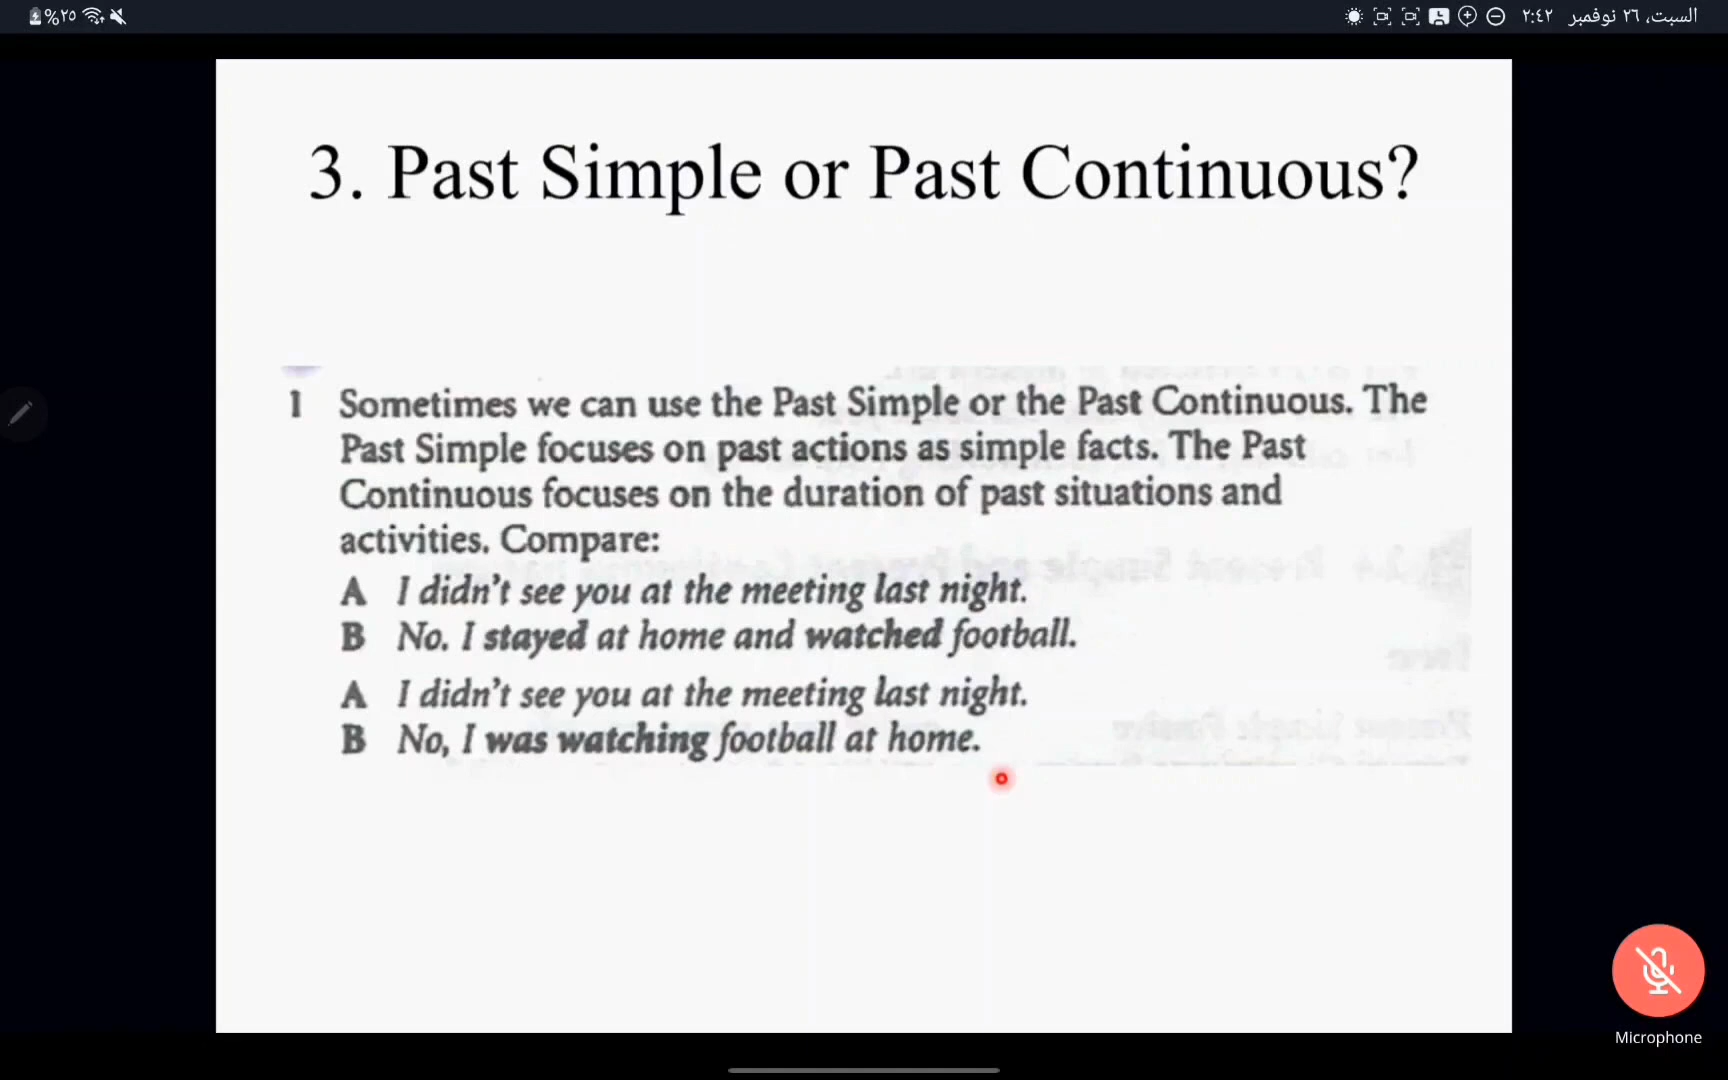 %٢٥
السبت، ٢٦ نوفمبر ٢:٤٢
3. Past Simple or Past Continuous?
1 Sometimes we can use the Past Simple or the Past Continuous. The
Past Simple focuses on past actions as simple facts. The Past
Continuous focuses on the duration of past situations and
activities. Compare:
A I didn't see you at the meeting last night.
B No. I stayed at home and watched football.
A I didn't see you at the meeting last night.
B No, I was watching football at home.
Microphone